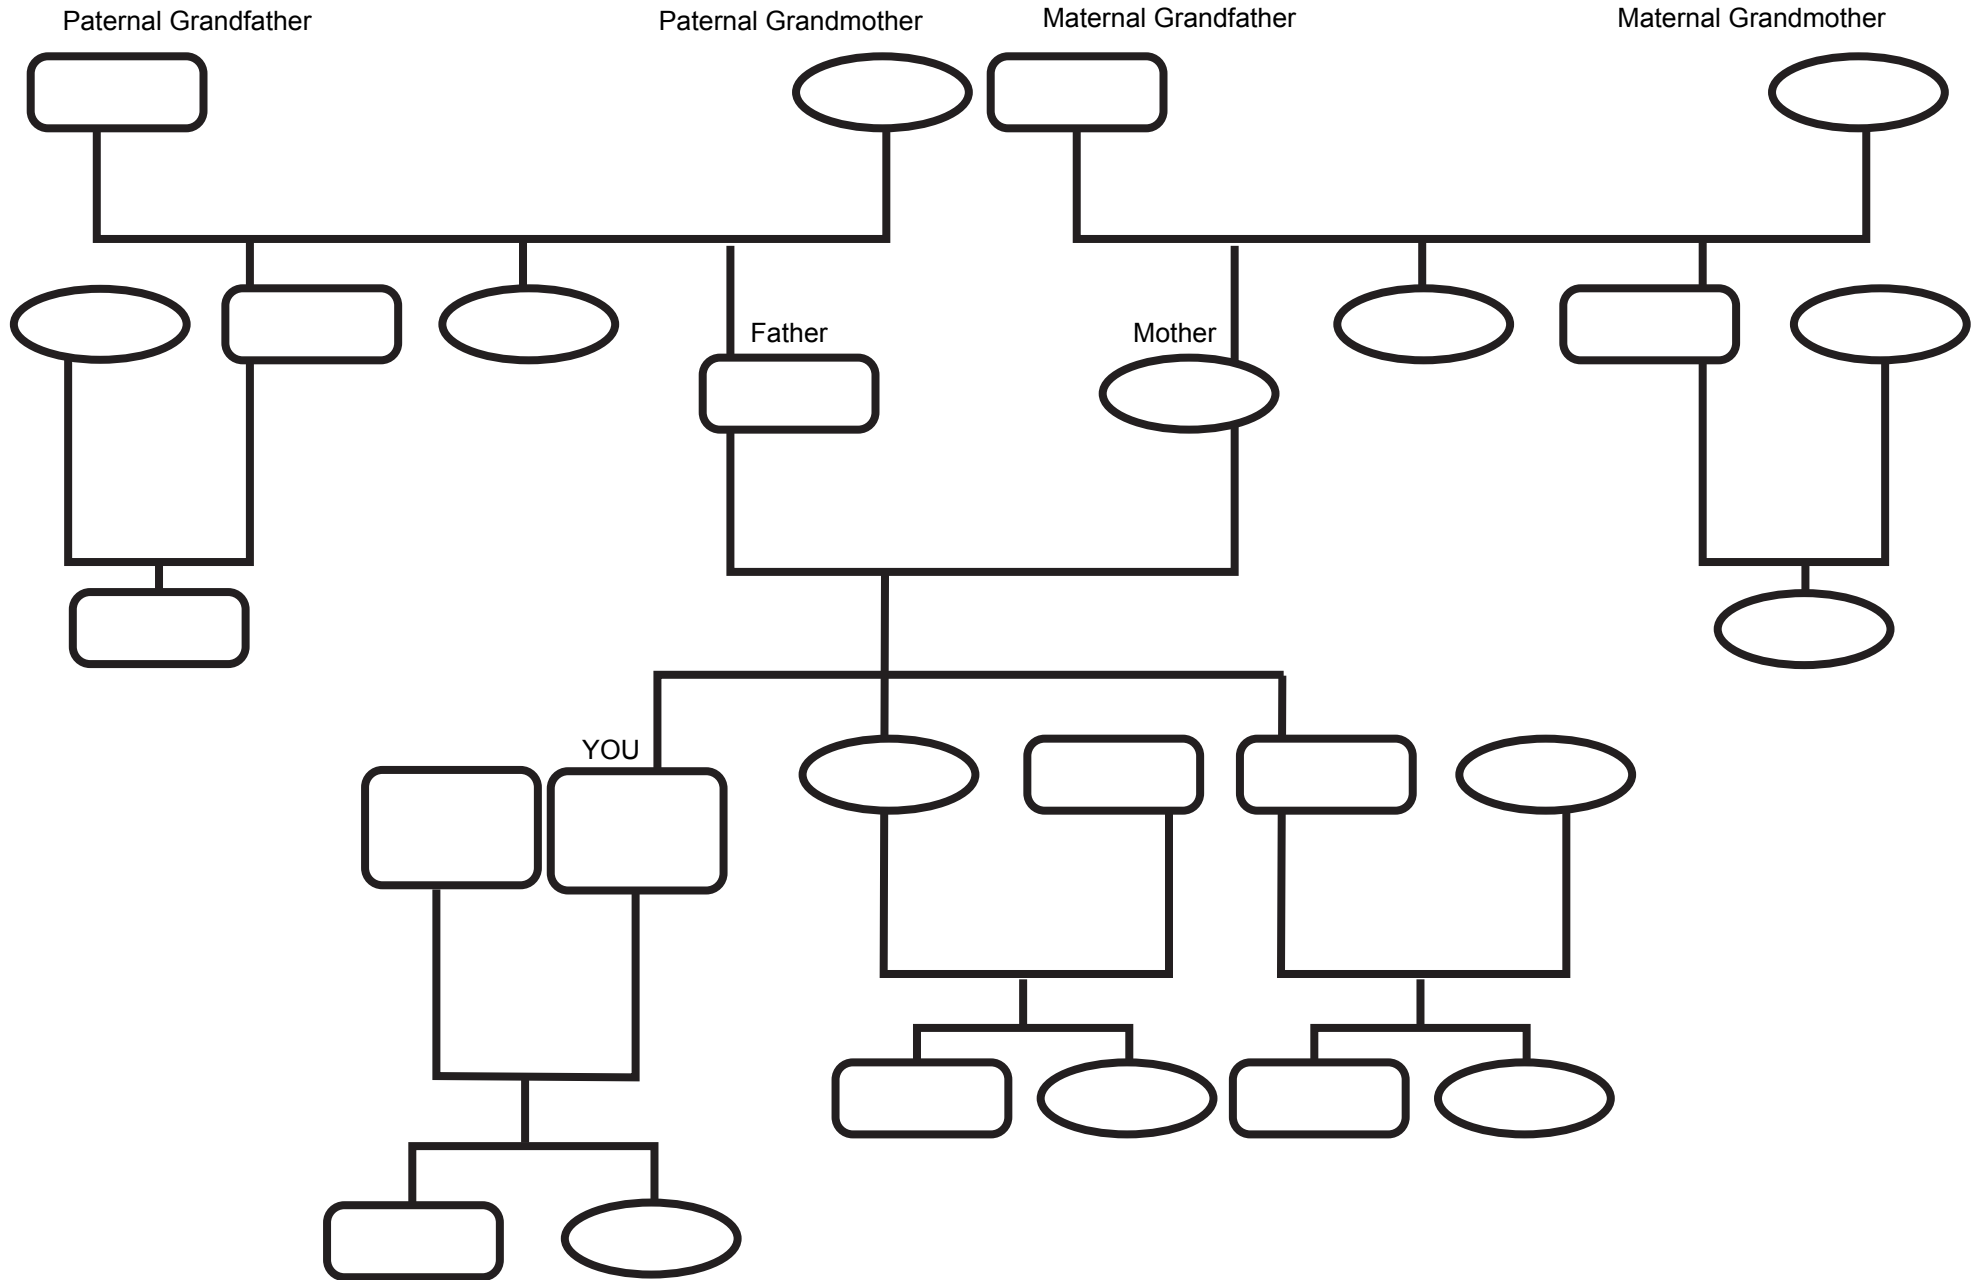 Paternal Grandfather
Paternal Grandmother
Maternal Grandfather
Maternal Grandmother
Father
Mother
YOU